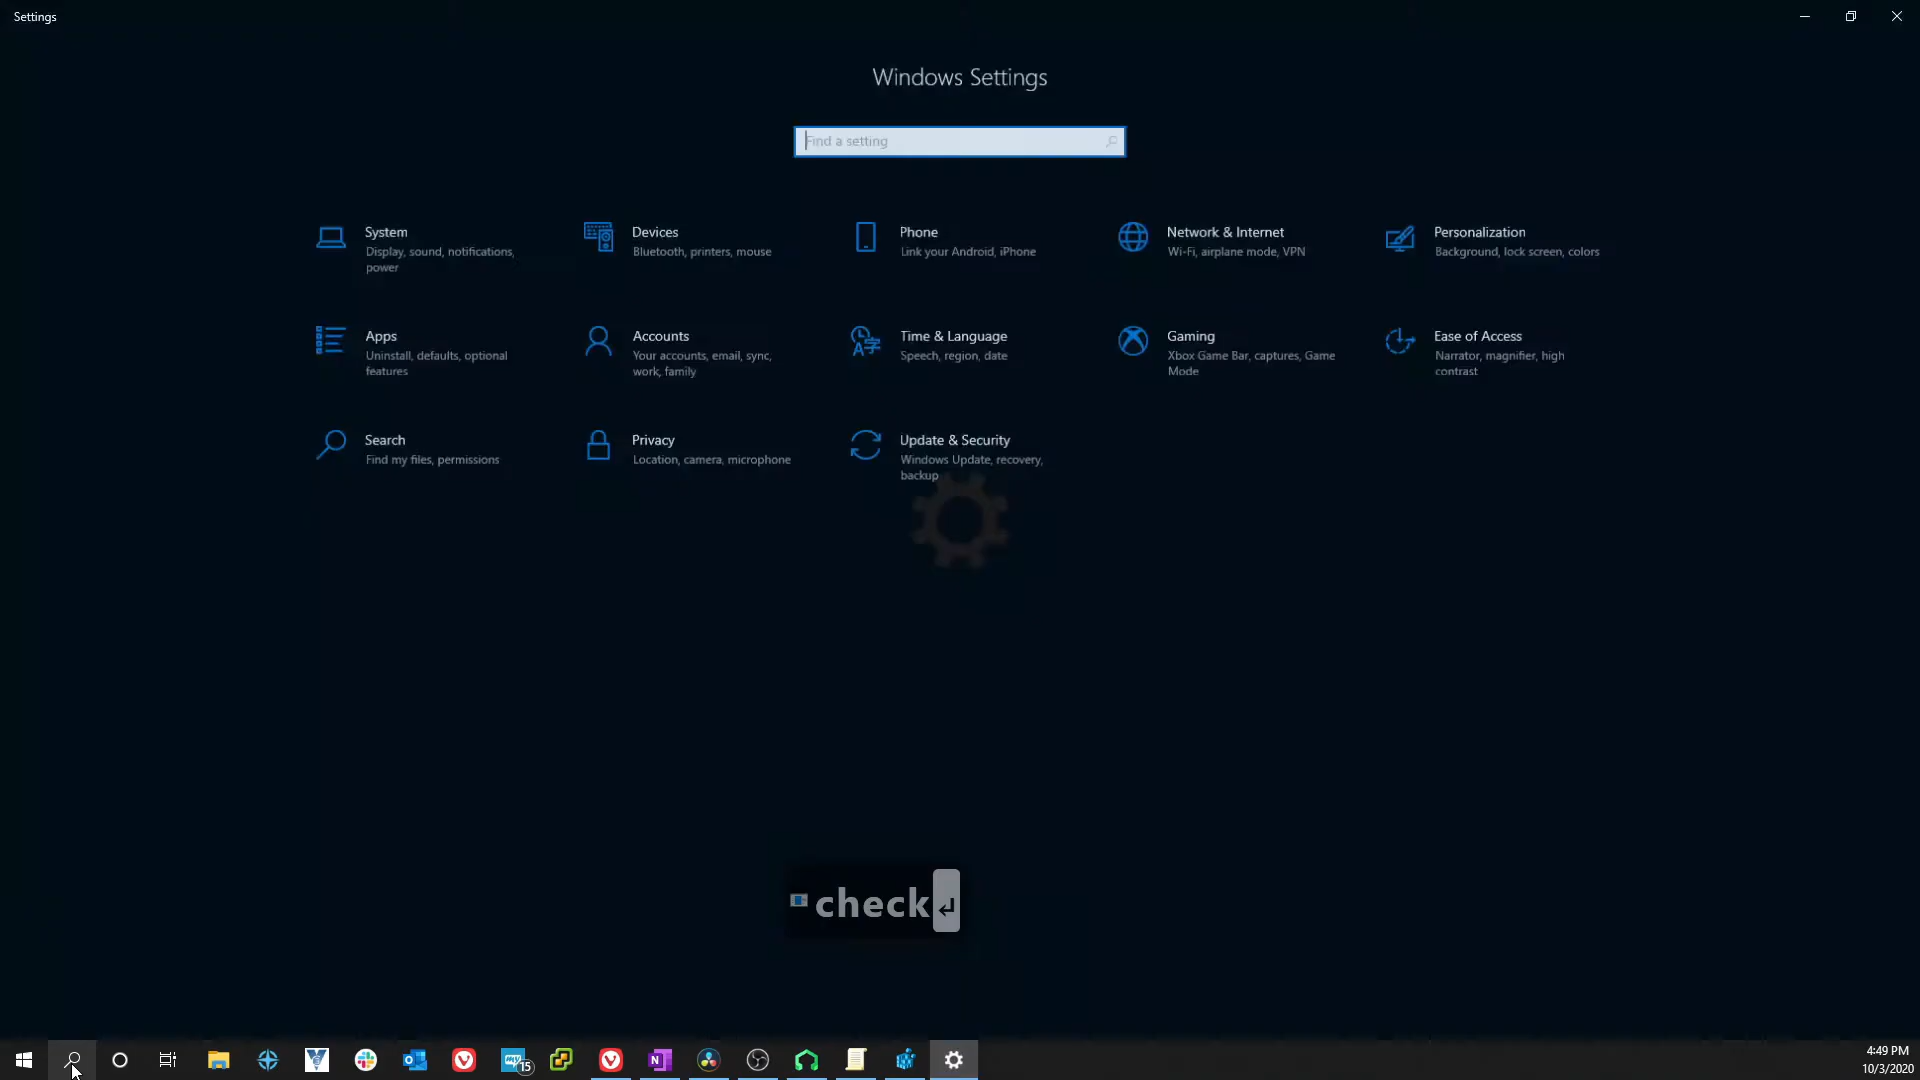 Settings
Windows Settings
Find a setting
System
Display, sound, notifications,
power
Devices
Bluetooth, printers, mouse
Phone
Link your Android, iPhone
Network & Internet
Wi-Fi, airplane mode, VPN
Personalization
Background, lock screen, colors
Apps
Uninstall, defaults, optional
features
Accounts
Your accounts, email, sync,
work, family
Time & Language
Speech, region, date
Gaming
Xbox Game Bar, captures, Game
Mode
Ease of Access
Narrator, magnifier, high
contrast
Search
Find my files, permissions
Privacy
Location, camera, microphone
Update & Security
Windows Update, recovery,
backup
check
15
4:49 PM
10/3/2020